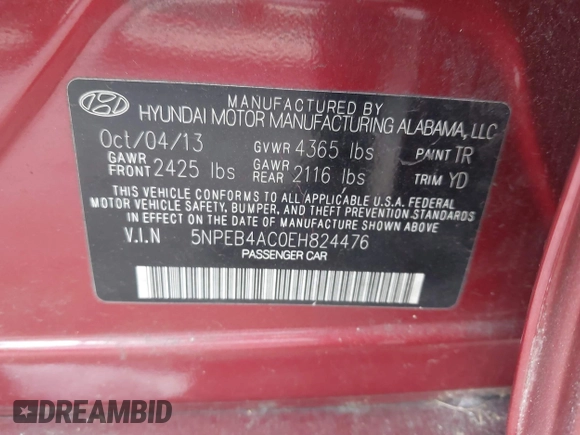 MANUFACTURED BY
HYUNDAI MOTOR MANUFACTURING ALABAMA, LLC
Oct/04/13 GVWR 4365 lbs PAINT TR
GAWR FRONT 2425 lbs GAWR REAR 2116 lbs TRIM YD
THIS VEHICLE CONFORMS TO ALL APPLICABLE U.S.A. FEDERAL
MOTOR VEHICLE SAFETY, BUMPER, AND THEFT PREVENTION STANDARDS
IN EFFECT ON THE DATE OF MANUFACTURE SHOWN ABOVE.
V.I.N 5NPEB4AC0EH824476
PASSENGER CAR
DREAMBID